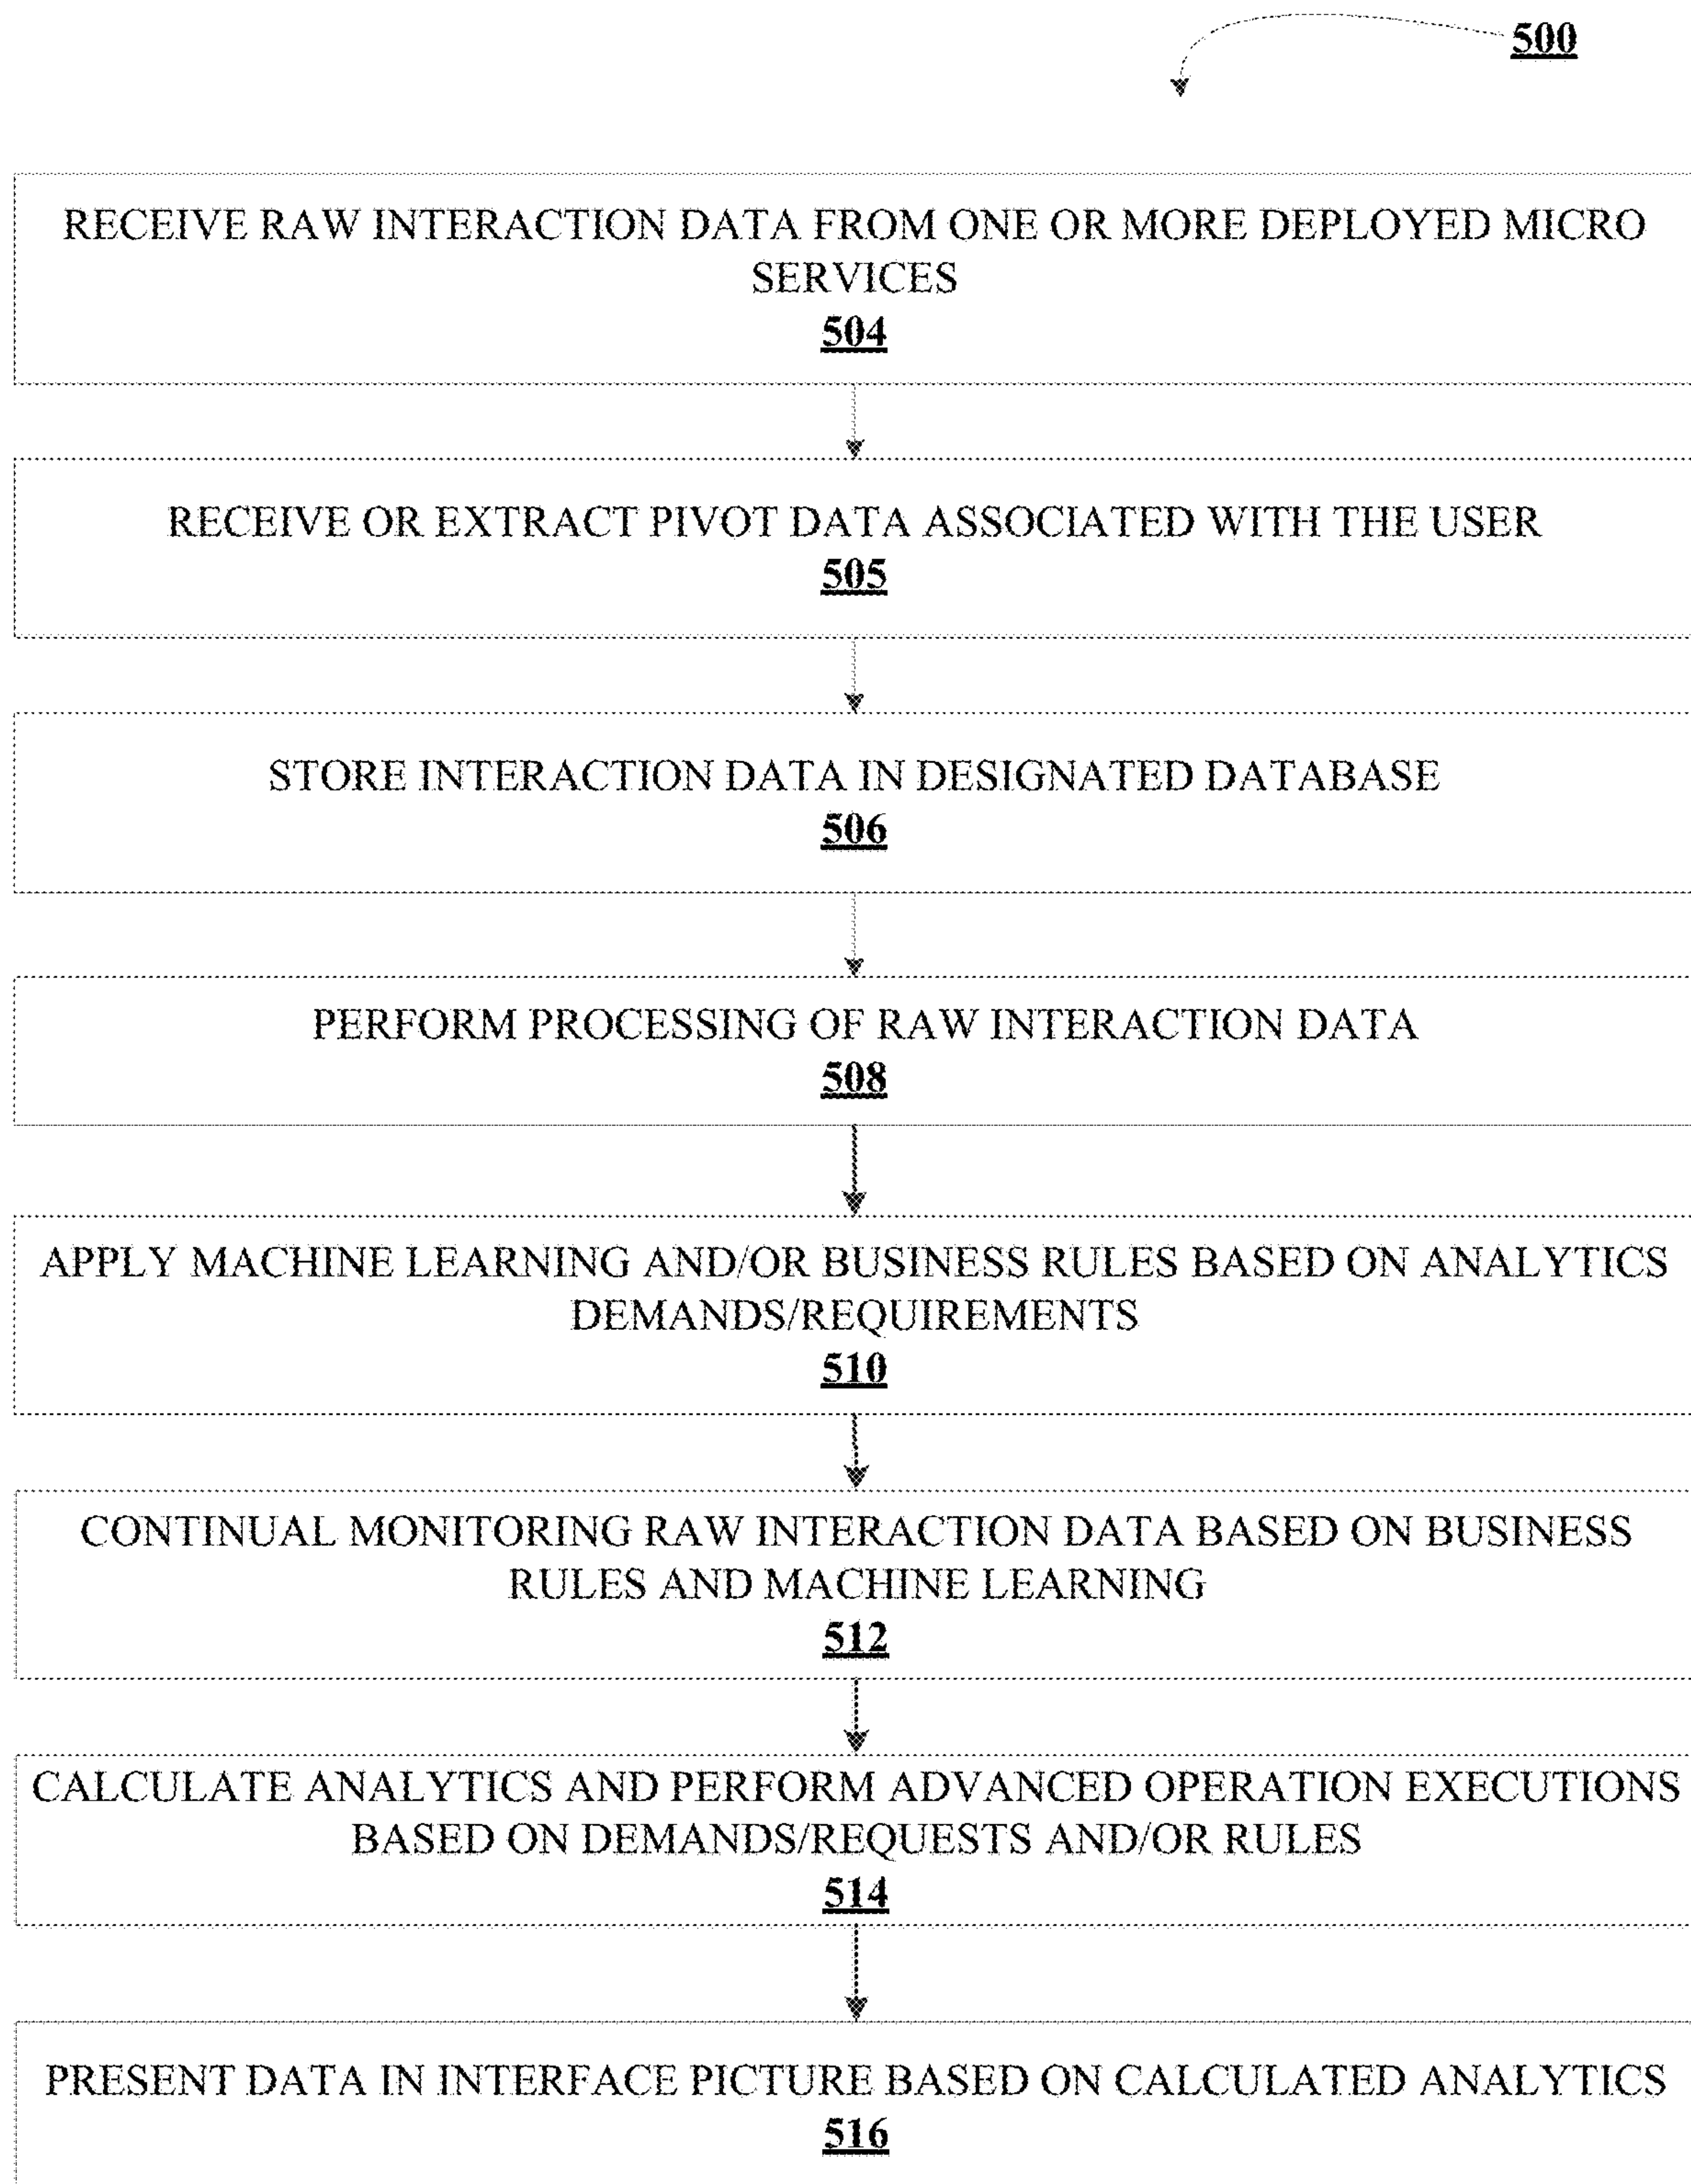 500
RECEIVE RAW INTERACTION DATA FROM ONE OR MORE DEPLOYED MICRO
SERVICES
504
RECEIVE OR EXTRACT PIVOT DATA ASSOCIATED WITH THE USER
505
STORE INTERACTION DATA IN DESIGNATED DATABASE
506
PERFORM PROCESSING OF RAW INTERACTION DATA
508
APPLY MACHINE LEARNING AND/OR BUSINESS RULES BASED ON ANALYTICS
DEMANDS/REQUIREMENTS
510
CONTINUAL MONITORING RAW INTERACTION DATA BASED ON BUSINESS
RULES AND MACHINE LEARNING
512
CALCULATE ANALYTICS AND PERFORM ADVANCED OPERATION EXECUTIONS
BASED ON DEMANDS/REQUESTS AND/OR RULES
514
PRESENT DATA IN INTERFACE PICTURE BASED ON CALCULATED ANALYTICS
516